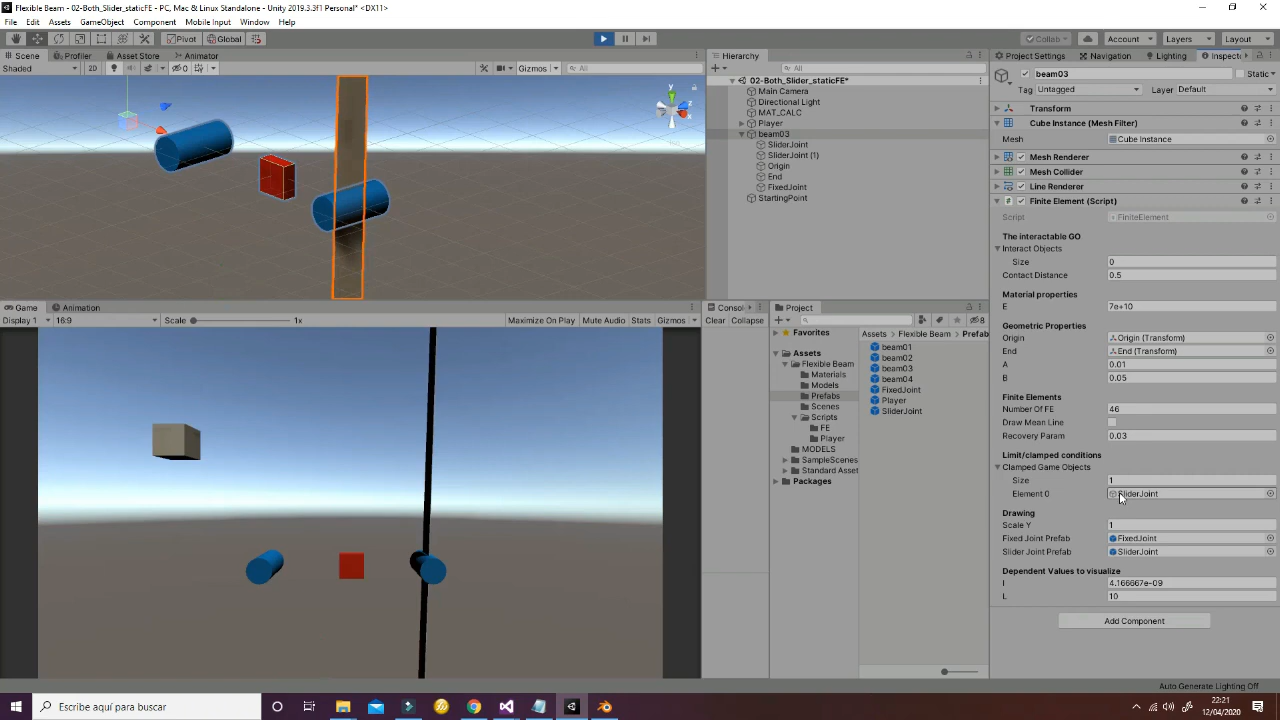 Flexible Beam - 02-Both_Slider_staticFE - PC, Mac & Linux Standalone - Unity 2019.3.3f1 Personal* <DX11>
File Edit Assets GameObject Component Mobile Input Window Help
Pivot Global Collab Account Layers Layout
Scene Profiler Asset Store Animator
Shaded 2D 0 Gizmos All
y z
Hierarchy
All
02-Both_Slider_staticFE*
Main Camera
Directional Light
MAT_CALC
Player
beam03
SliderJoint
SliderJoint (1)
Origin
End
FixedJoint
StartingPoint
Game Animation
Display 1 16:9 Scale 1x Maximize On Play Mute Audio Stats Gizmos
Consol
Clear Collapse
Project
8
Favorites
Assets
Flexible Beam
Materials
Models
Prefabs
Scenes
Scripts
FE
Player
MODELS
SampleScenes
Standard Asset
Packages
Assets Flexible Beam Prefab
beam01
beam02
beam03
beam04
FixedJoint
Player
SliderJoint
Project Settings Navigation Lighting Inspect
beam03 Static
Tag Untagged Layer Default
Transform
Cube Instance (Mesh Filter)
Mesh Cube Instance
Mesh Renderer
Mesh Collider
Line Renderer
Finite Element (Script)
Script FiniteElement
The interactable GO
Interact Objects
Size 0
Contact Distance 0.5
Material properties
E 7e+10
Geometric Properties
Origin Origin (Transform)
End End (Transform)
A 0.01
B 0.05
Finite Elements
Number Of FE 46
Draw Mean Line
Recovery Param 0.03
Limit/clamped conditions
Clamped Game Objects
Size 1
Element 0 SliderJoint
Drawing
Scale Y 1
Fixed Joint Prefab FixedJoint
Slider Joint Prefab SliderJoint
Dependent Values to visualize
I 4.166667e-09
L 10
Add Component
Auto Generate Lighting Off
Escribe aquí para buscar
22:21
12/04/2020